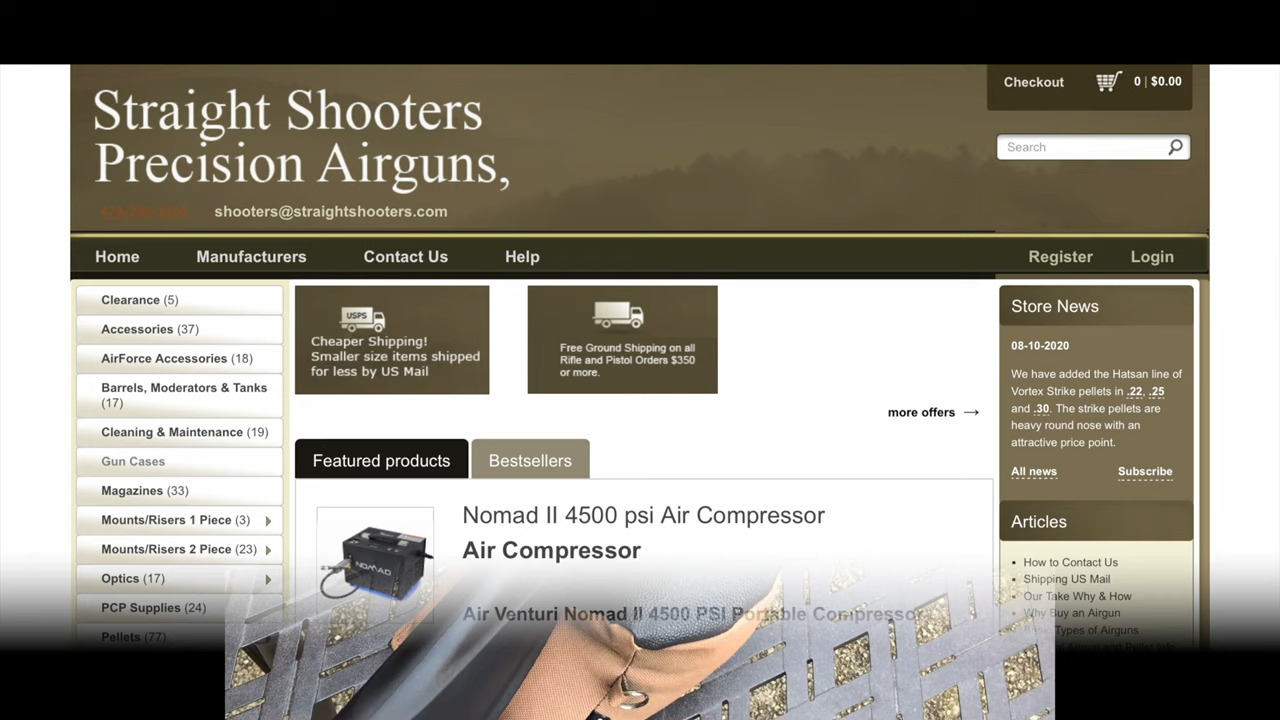 Straight Shooters
Precision Airguns,
shooters@straightshooters.com
Checkout
0 | $0.00
Search
Home
Manufacturers
Contact Us
Help
Register
Login
Clearance (5)
Accessories (37)
AirForce Accessories (18)
Barrels, Moderators & Tanks
(17)
Cleaning & Maintenance (19)
Gun Cases
Magazines (33)
Mounts/Risers 1 Piece (3)
Mounts/Risers 2 Piece (23)
Optics (17)
PCP Supplies (24)
Pellets (77)
USPS
Cheaper Shipping!
Smaller size items shipped
for less by US Mail
Free Ground Shipping on all
Rifle and Pistol Orders $350
or more.
more offers →
Featured products
Bestsellers
NOMAD
Nomad II 4500 psi Air Compressor
Air Compressor
Air Venturi Nomad II 4500 PSI Portable Compressor
Store News
08-10-2020
We have added the Hatsan line of
Vortex Strike pellets in .22, .25
and .30. The strike pellets are
heavy round nose with an
attractive price point.
All news
Subscribe
Articles
How to Contact Us
Shipping US Mail
Our Take Why & How
Why Buy an Airgun
Types of Airguns